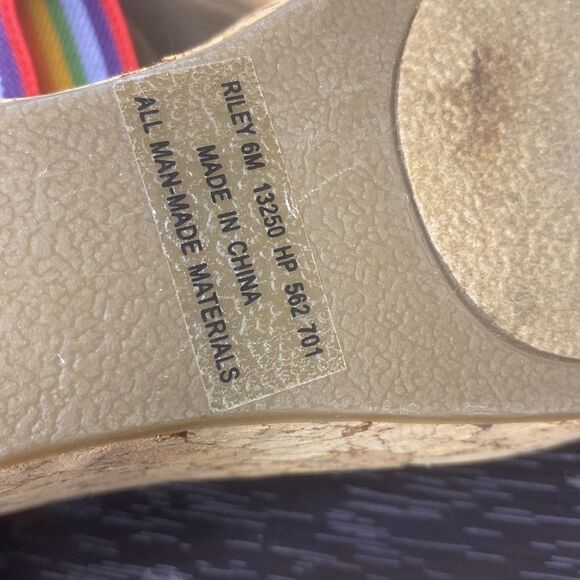 RILEY 6M 13250 HP 562 701
MADE IN CHINA
ALL MAN-MADE MATERIALS